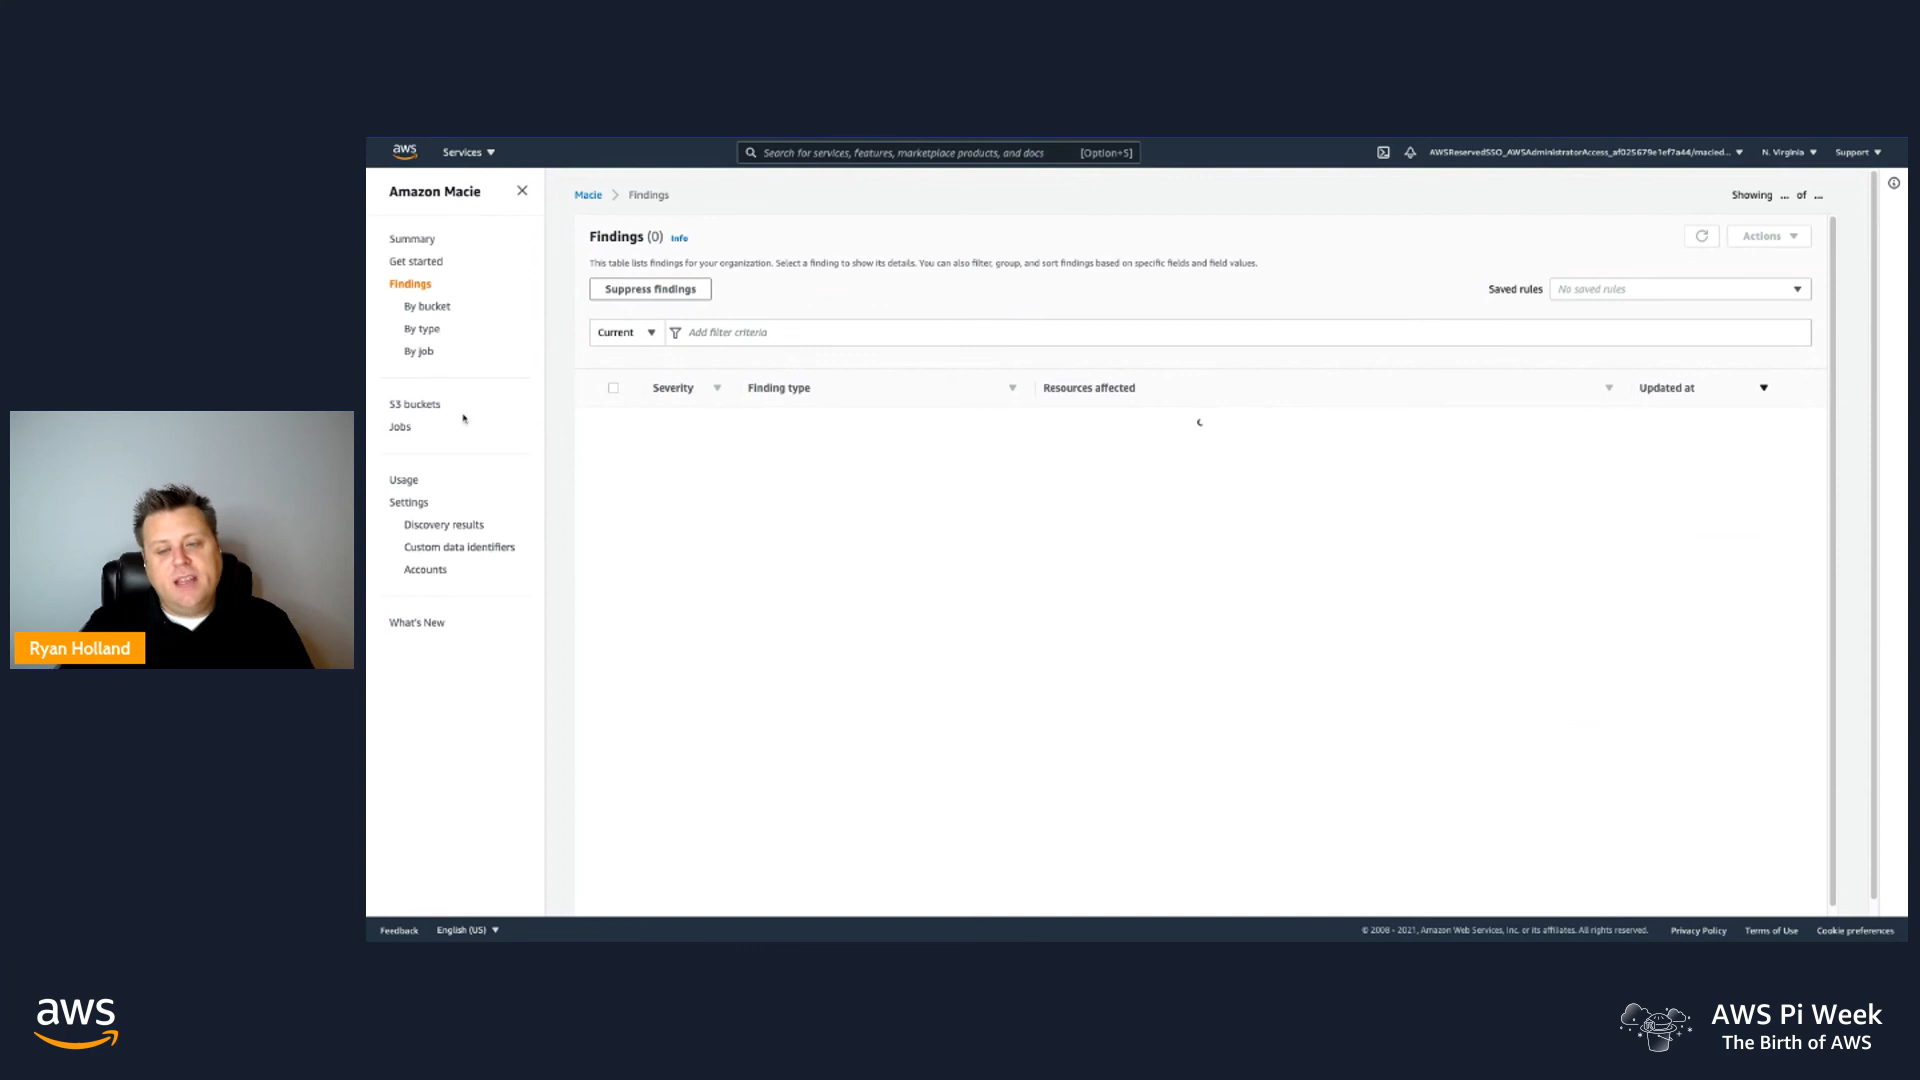 aws
Services
Search for services, features, marketplace products, and docs
[Option+S]
N. Virginia
Support
Amazon Macie
Summary
Get started
Findings
By bucket
By type
By job
S3 buckets
Jobs
Usage
Settings
Discovery results
Custom data identifiers
Accounts
What's New
Macie
Findings
Showing ... of ...
Findings (0) Info
Actions
This table lists findings for your organization. Select a finding to show its details. You can also filter, group, and sort findings based on specific fields and field values.
Suppress findings
Saved rules
No saved rules
Current
Add filter criteria
Severity
Finding type
Resources affected
Updated at
Ryan Holland
Feedback
English (US)
© 2008 - 2021, Amazon Web Services, Inc. or its affiliates. All rights reserved.
Privacy Policy
Terms of Use
Cookie preferences
aws
AWS Pi Week
The Birth of AWS